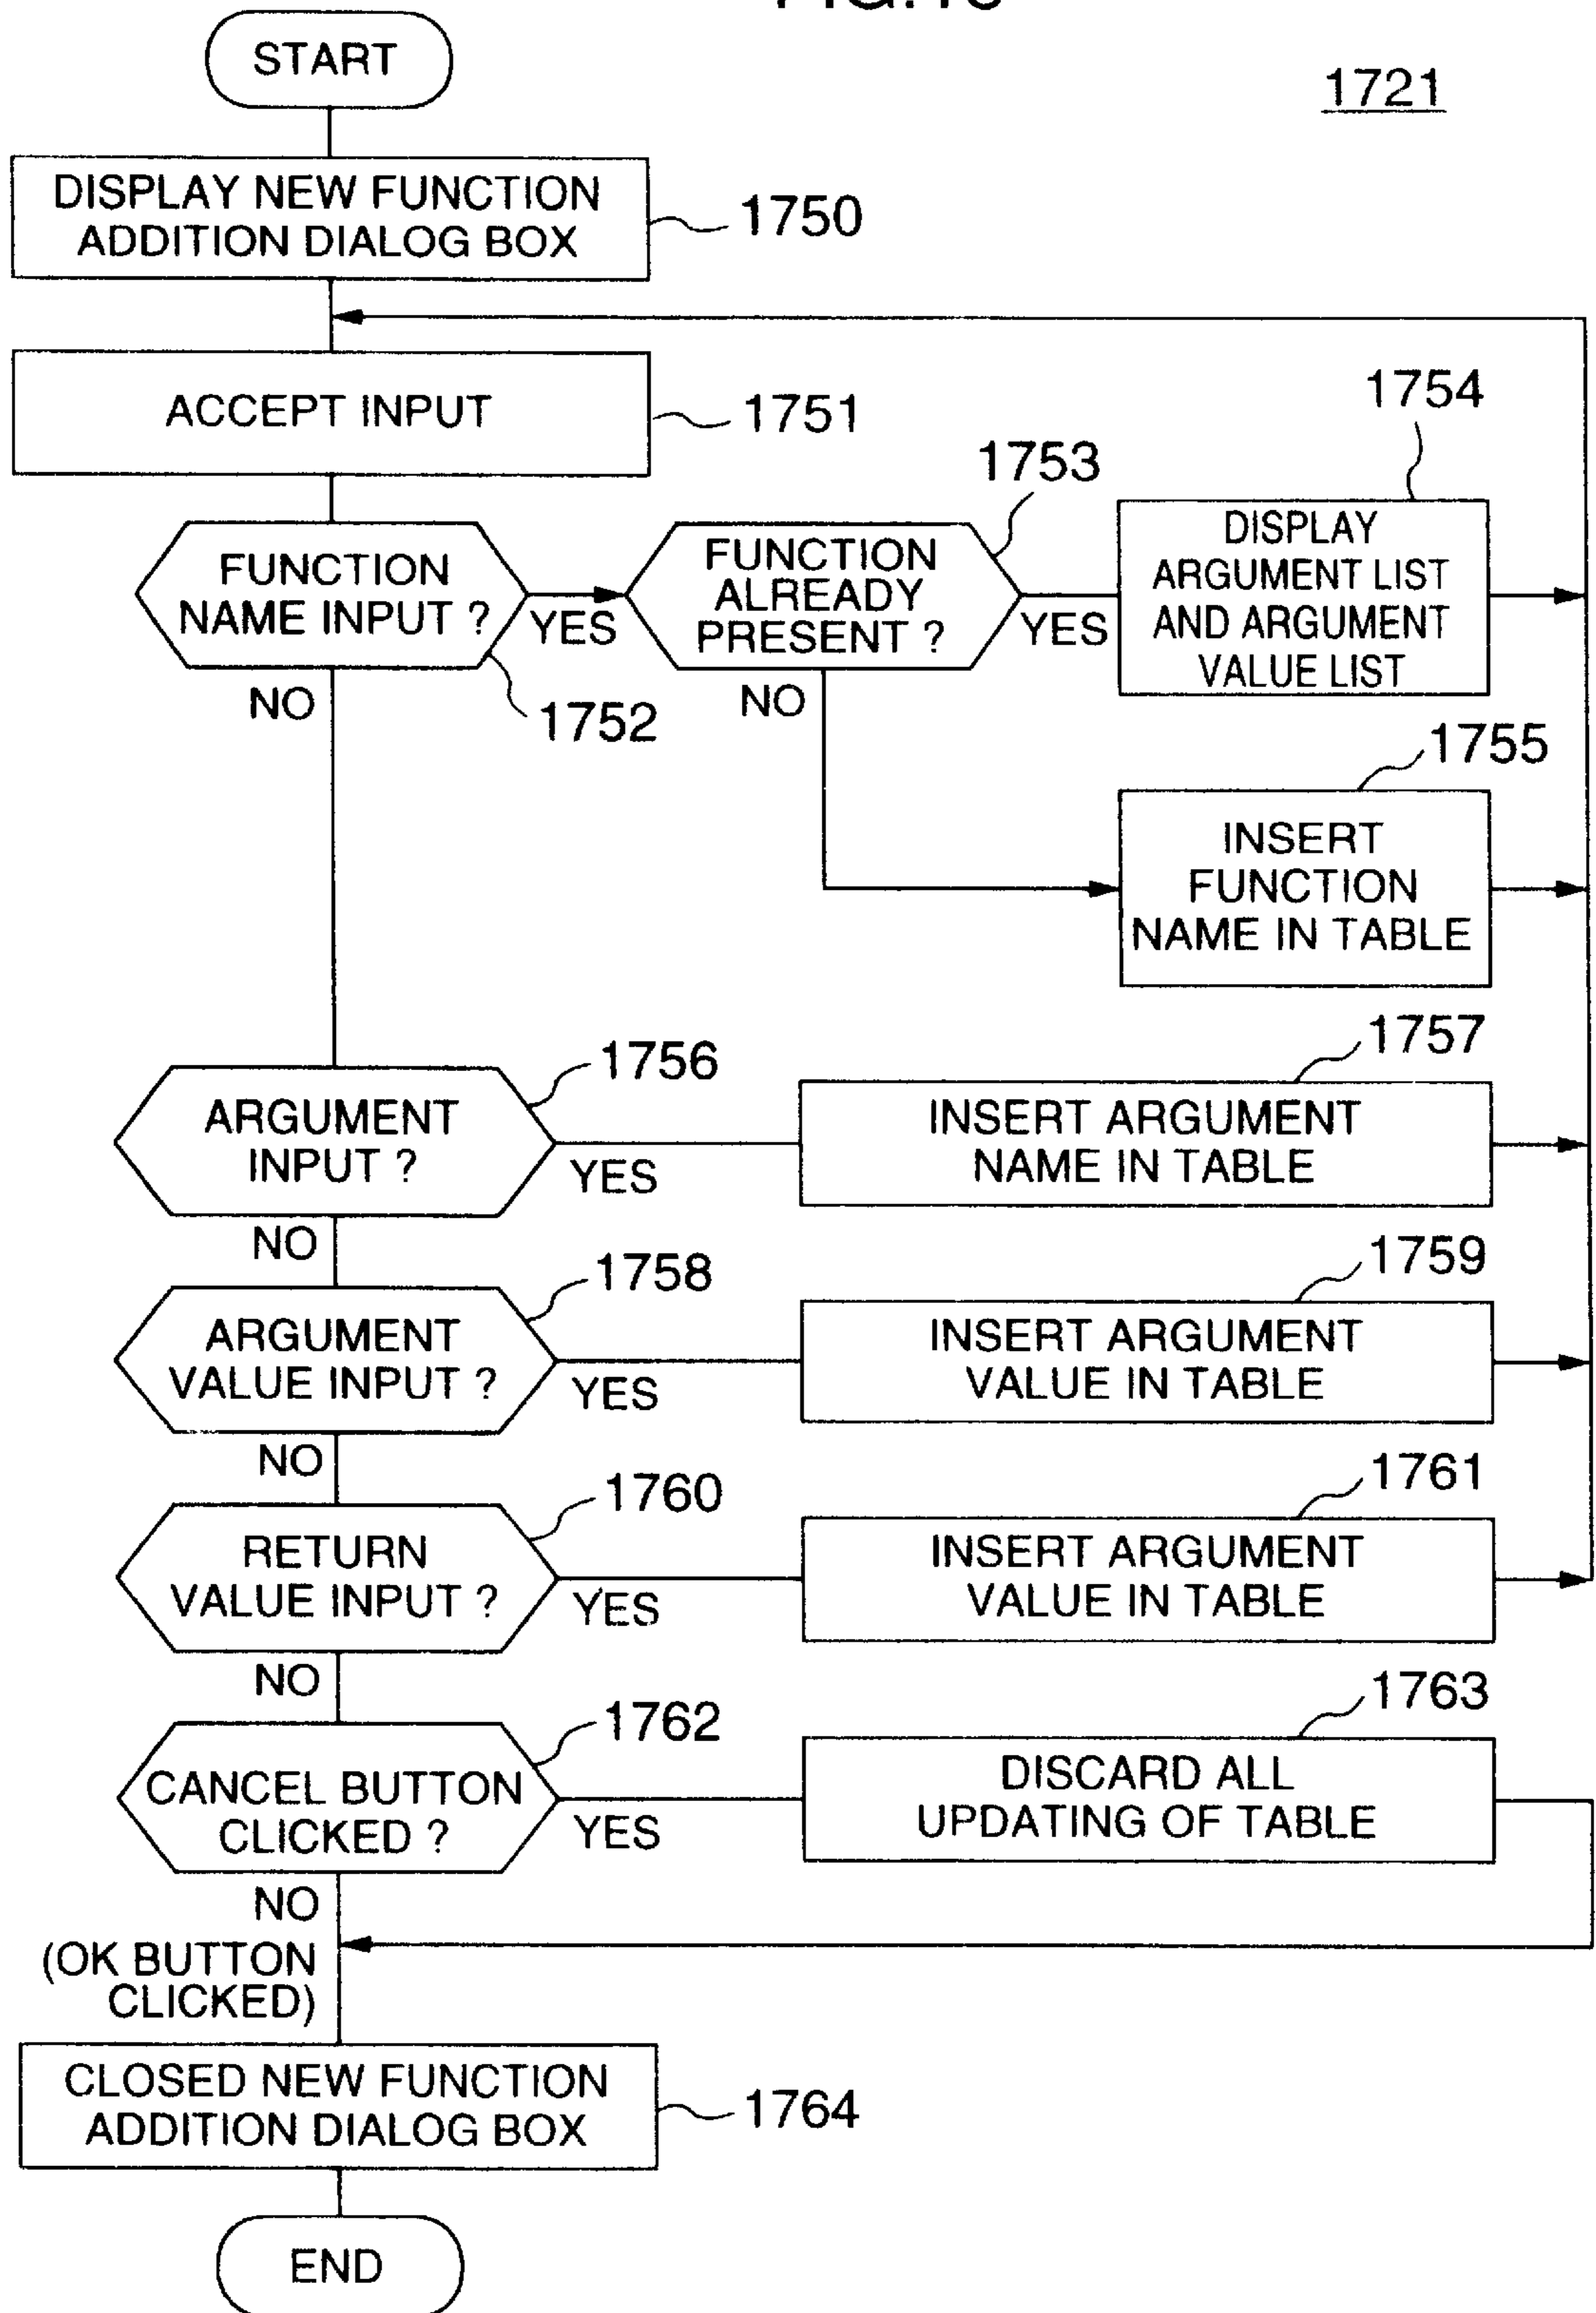 START
1721
DISPLAY NEW FUNCTION
ADDITION DIALOG BOX
1750
ACCEPT INPUT
1751
1754
1753
FUNCTION
NAME INPUT ?
YES
NO
1752
FUNCTION
ALREADY
PRESENT ?
YES
NO
DISPLAY
ARGUMENT LIST
AND ARGUMENT
VALUE LIST
1755
INSERT
FUNCTION
NAME IN TABLE
1756
ARGUMENT
INPUT ?
YES
NO
1757
INSERT ARGUMENT
NAME IN TABLE
1758
ARGUMENT
VALUE INPUT ?
YES
NO
1759
INSERT ARGUMENT
VALUE IN TABLE
1760
RETURN
VALUE INPUT ?
YES
NO
1761
INSERT ARGUMENT
VALUE IN TABLE
1762
CANCEL BUTTON
CLICKED ?
YES
NO
(OK BUTTON
CLICKED)
1763
DISCARD ALL
UPDATING OF TABLE
CLOSED NEW FUNCTION
ADDITION DIALOG BOX
1764
END